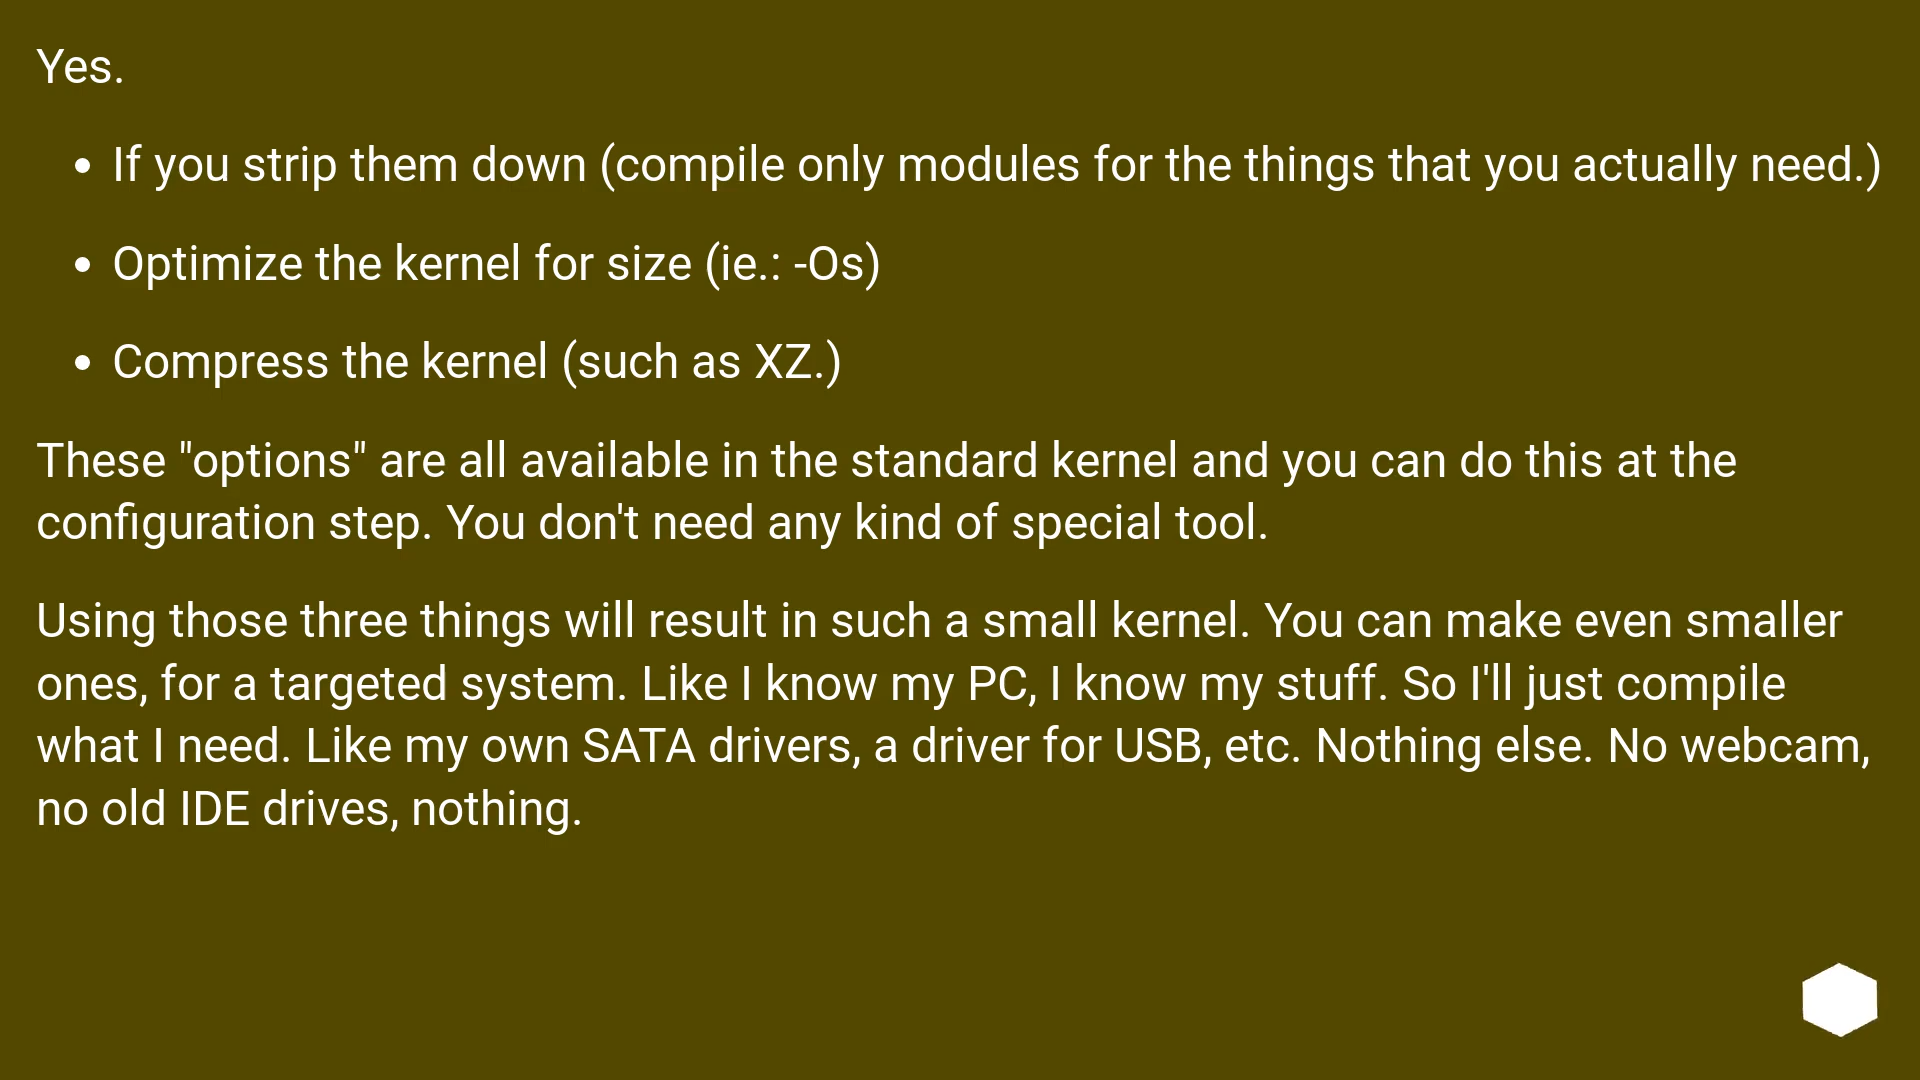 Yes.
• If you strip them down (compile only modules for the things that you actually need.)
• Optimize the kernel for size (ie.: -Os)
• Compress the kernel (such as XZ.)
These "options" are all available in the standard kernel and you can do this at the
configuration step. You don't need any kind of special tool.
Using those three things will result in such a small kernel. You can make even smaller
ones, for a targeted system. Like I know my PC, I know my stuff. So I'll just compile
what I need. Like my own SATA drivers, a driver for USB, etc. Nothing else. No webcam,
no old IDE drives, nothing.